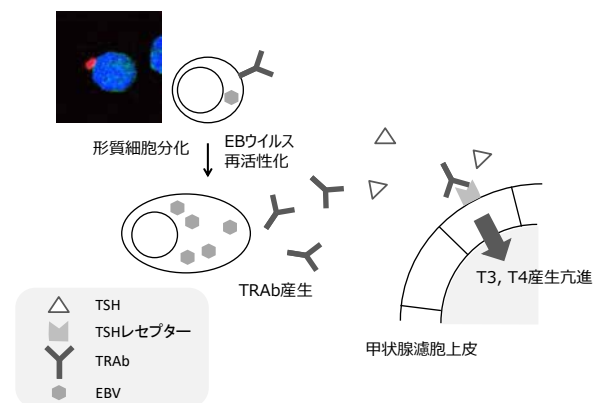 形質細胞分化
EBウイルス
再活性化
TRAb産生
T3, T4産生亢進
甲状腺濾胞上皮
TSH
TSHレセプター
TRAb
EBV